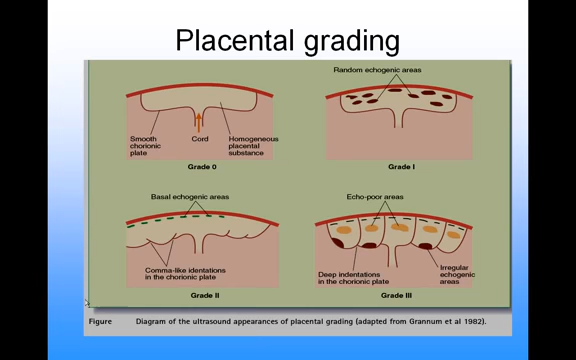 Placental grading
Random echogenic areas
Smooth
chorionic
plate
Cord
Homogeneous
placental
substance
Grade 0
Grade I
Basal echogenic areas
Echo-poor areas
Comma-like identations
in the chorionic plate
Deep indentations
in the chorionic plate
Irregular
echogenic
areas
Grade II
Grade III
Figure Diagram of the ultrasound appearances of placental grading (adapted from Grannum et al 1982).